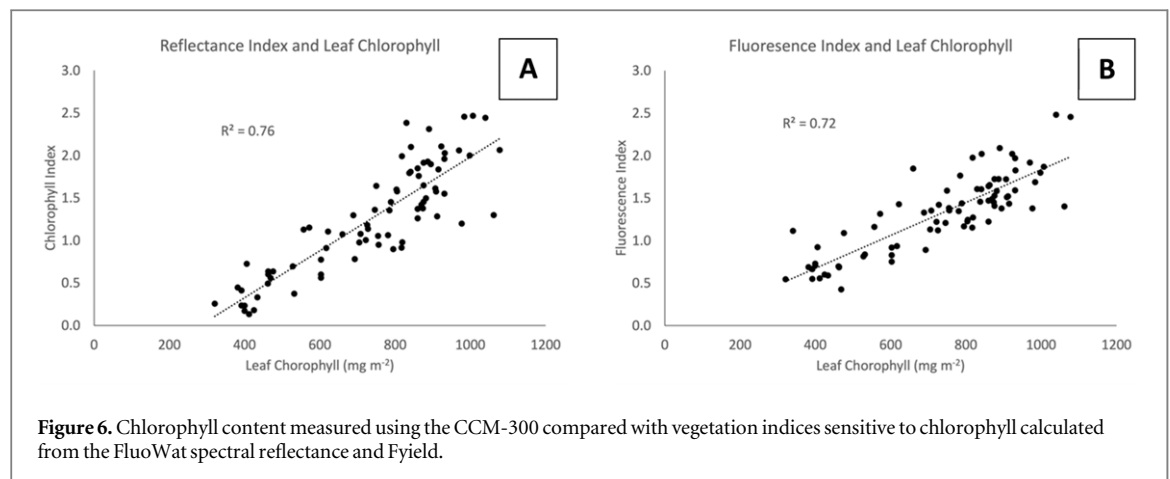 Reflectance Index and Leaf Chlorophyll
A
3.0
2.5
2.0
1.5
1.0
0.5
0.0
Chlorophyll Index
R² = 0.76
0 200 400 600 800 1000 1200
Leaf Chorophyll (mg m⁻²)
Fluoresence Index and Leaf Chlorophyll
B
3.0
2.5
2.0
1.5
1.0
0.5
0.0
Fluorescence Index
R² = 0.72
0 200 400 600 800 1000 1200
Leaf Chorophyll (mg m⁻²)
Figure 6. Chlorophyll content measured using the CCM-300 compared with vegetation indices sensitive to chlorophyll calculated
from the FluoWat spectral reflectance and Fyield.